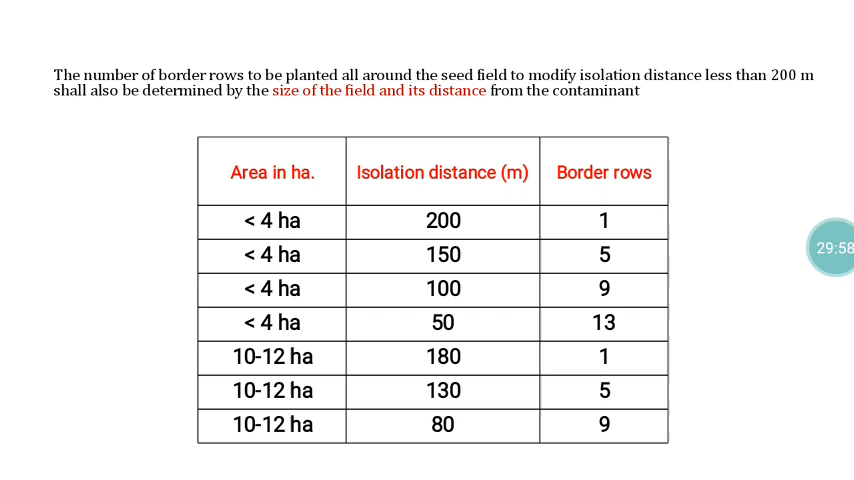 The number of border rows to be planted all around the seed field to modify isolation distance less than 200 m
shall also be determined by the size of the field and its distance from the contaminant
Area in ha. Isolation distance (m) Border rows
< 4 ha 200 1
< 4 ha 150 5
< 4 ha 100 9
< 4 ha 50 13
10-12 ha 180 1
10-12 ha 130 5
10-12 ha 80 9
29:58